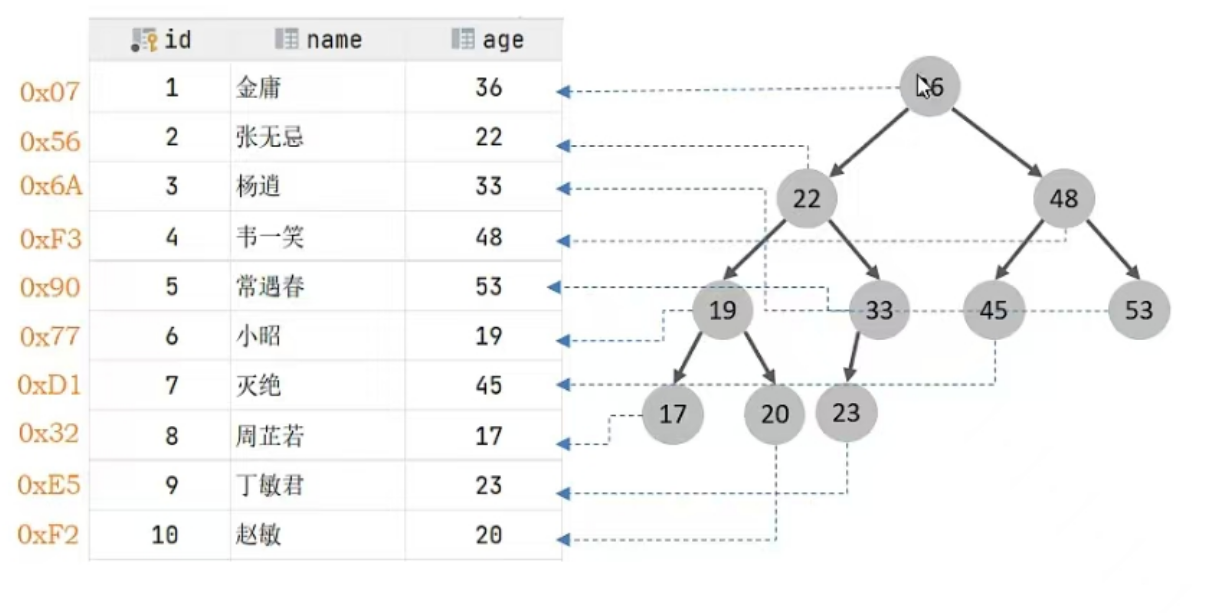 id name age
0x07 1 金庸 36
0x56 2 张无忌 22
0x6A 3 杨逍 33
0xF3 4 韦一笑 48
0x90 5 常遇春 53
0x77 6 小昭 19
0xD1 7 灭绝 45
0x32 8 周芷若 17
0xE5 9 丁敏君 23
0xF2 10 赵敏 20
22 48
19 33 45 53
17 20 23